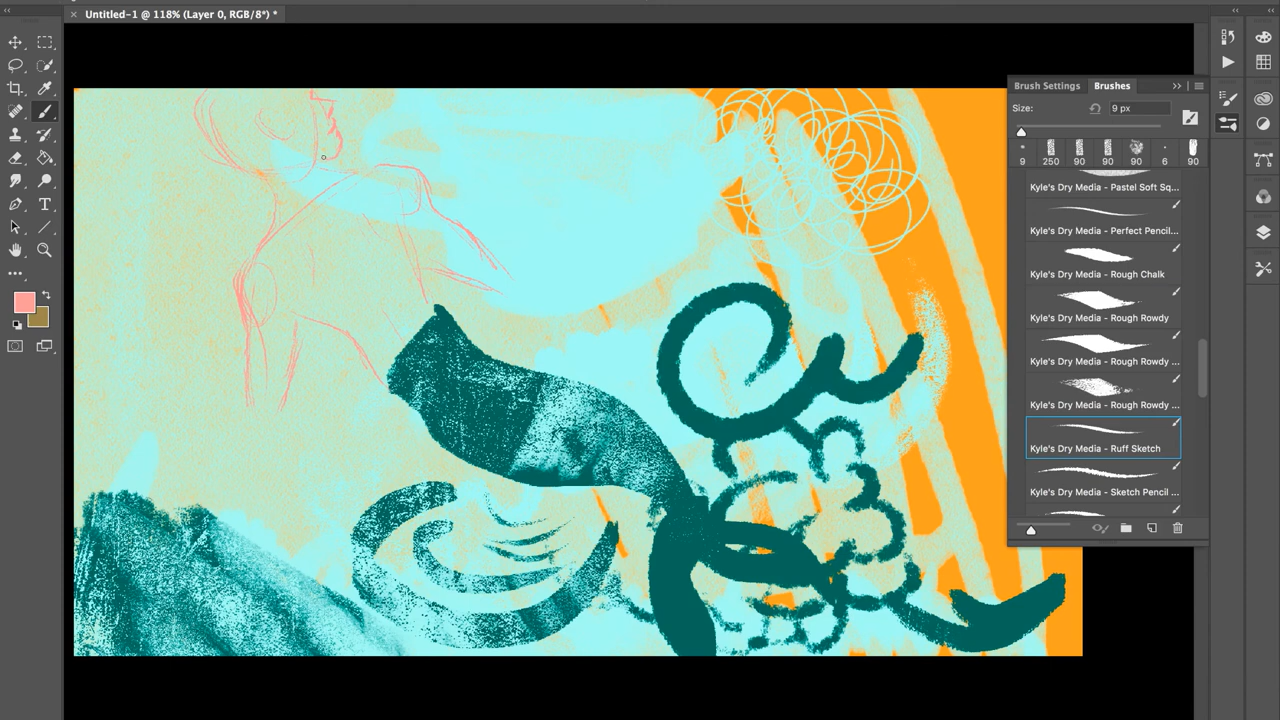 Untitled-1 @ 118% (Layer 0, RGB/8*) *
Brush Settings
Brushes
Size:
9 px
9
250
90
90
90
6
90
Kyle's Dry Media - Pastel Soft Sq...
Kyle's Dry Media - Perfect Pencil...
Kyle's Dry Media - Rough Chalk
Kyle's Dry Media - Rough Rowdy
Kyle's Dry Media - Rough Rowdy ...
Kyle's Dry Media - Rough Rowdy ...
Kyle's Dry Media - Ruff Sketch
Kyle's Dry Media - Sketch Pencil ...